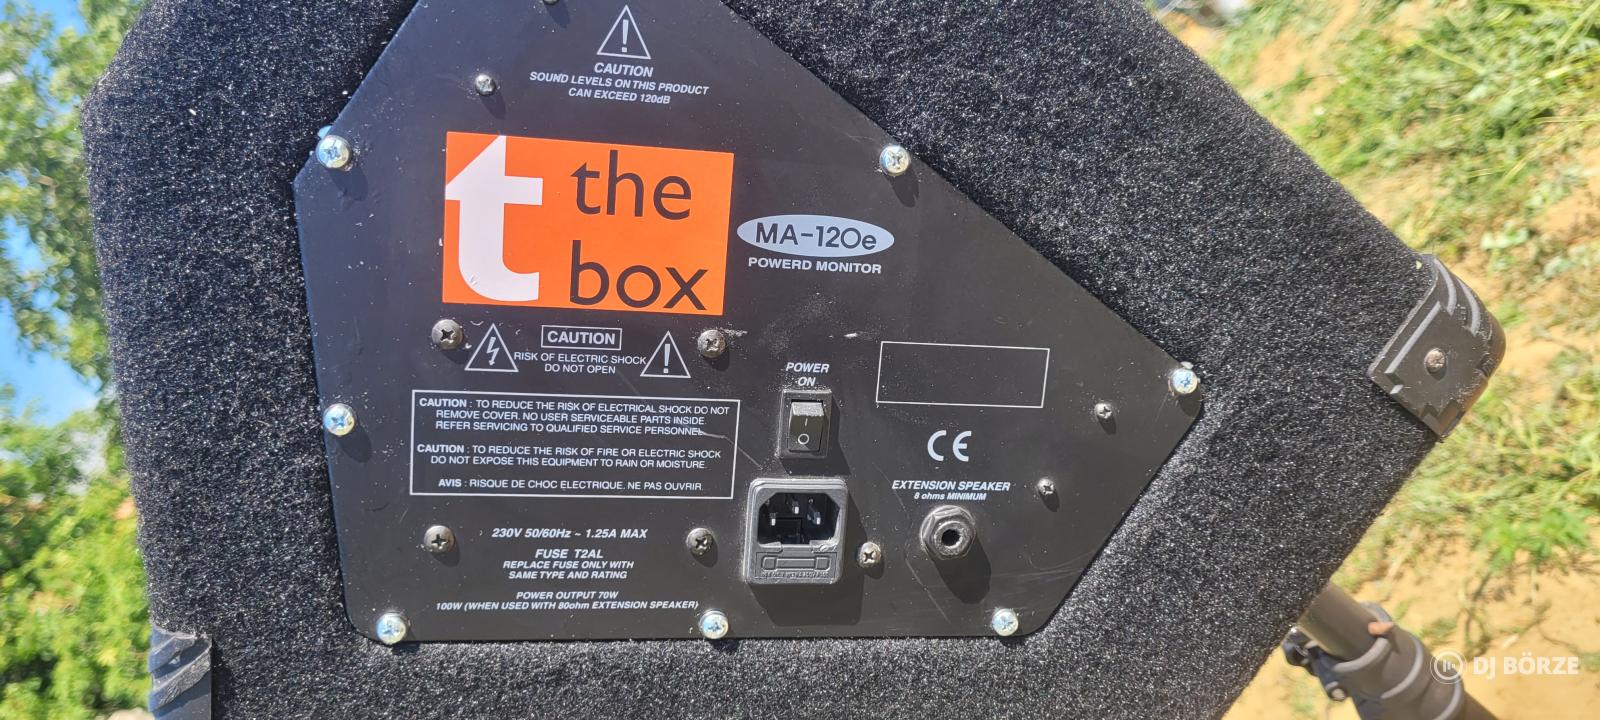 CAUTION
SOUND LEVELS ON THIS PRODUCT
CAN EXCEED 120dB
t the
box
MA-120e
POWERD MONITOR
CAUTION
RISK OF ELECTRIC SHOCK
DO NOT OPEN
CAUTION : TO REDUCE THE RISK OF ELECTRICAL SHOCK DO NOT
REMOVE COVER. NO USER SERVICEABLE PARTS INSIDE.
REFER SERVICING TO QUALIFIED SERVICE PERSONNEL.
CAUTION : TO REDUCE THE RISK OF FIRE OR ELECTRIC SHOCK
DO NOT EXPOSE THIS EQUIPMENT TO RAIN OR MOISTURE.
AVIS : RISQUE DE CHOC ELECTRIQUE. NE PAS OUVRIR.
230V 50/60Hz ~ 1.25A MAX
FUSE T2AL
REPLACE FUSE ONLY WITH
SAME TYPE AND RATING
POWER OUTPUT 70W
100W (WHEN USED WITH 80ohm EXTENSION SPEAKER)
POWER
ON
CE
EXTENSION SPEAKER
8 ohms MINIMUM
DJ BÖRZE